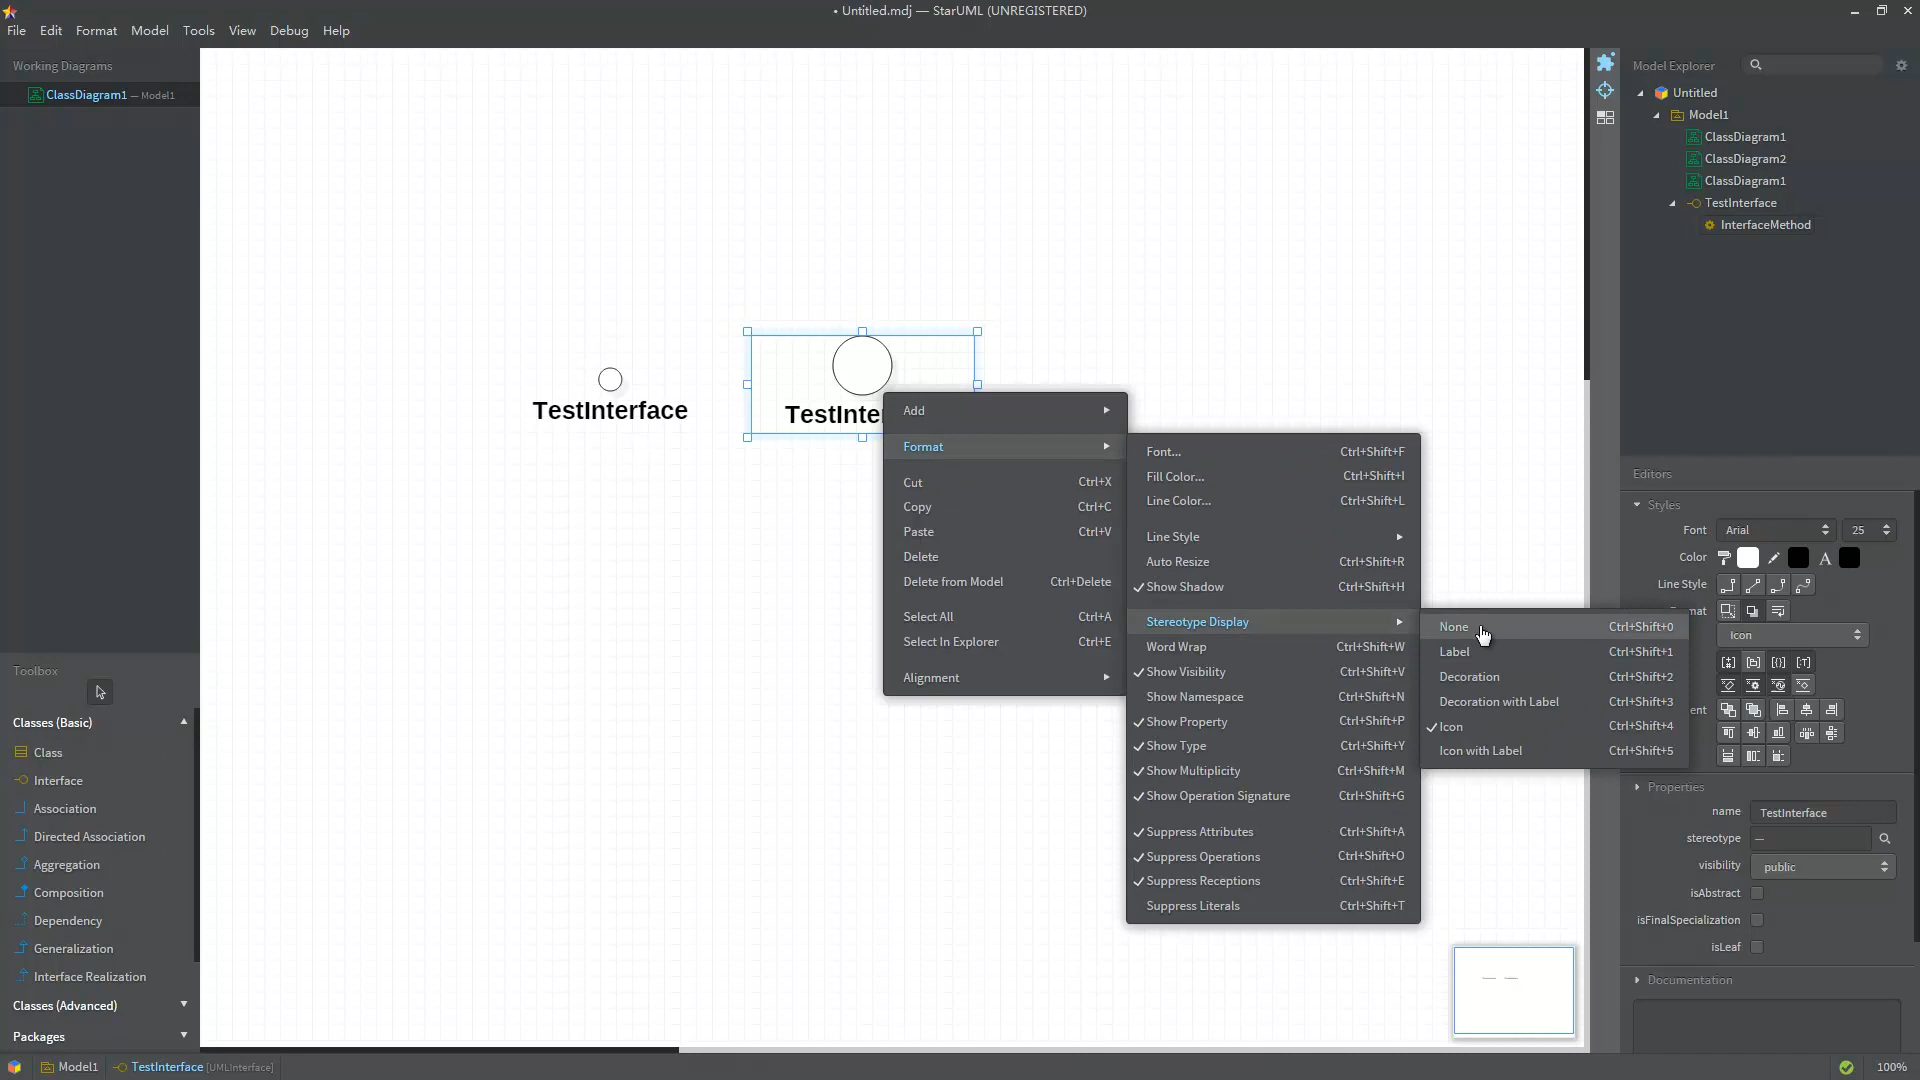 • Untitled.mdj — StarUML (UNREGISTERED)
File Edit Format Model Tools View Debug Help
Working Diagrams
ClassDiagram1 — Model1
Toolbox
Classes (Basic)
Class
Interface
Association
Directed Association
Aggregation
Composition
Dependency
Generalization
Interface Realization
Classes (Advanced)
Packages
TestInterface
TestInte
Add
Format
Cut Ctrl+X
Copy Ctrl+C
Paste Ctrl+V
Delete
Delete from Model Ctrl+Delete
Select All Ctrl+A
Select In Explorer Ctrl+E
Alignment
Font... Ctrl+Shift+F
Fill Color... Ctrl+Shift+I
Line Color... Ctrl+Shift+L
Line Style
Auto Resize Ctrl+Shift+R
Show Shadow Ctrl+Shift+H
Stereotype Display
Word Wrap Ctrl+Shift+W
Show Visibility Ctrl+Shift+V
Show Namespace Ctrl+Shift+N
Show Property Ctrl+Shift+P
Show Type Ctrl+Shift+Y
Show Multiplicity Ctrl+Shift+M
Show Operation Signature Ctrl+Shift+G
Suppress Attributes Ctrl+Shift+A
Suppress Operations Ctrl+Shift+O
Suppress Receptions Ctrl+Shift+E
Suppress Literals Ctrl+Shift+T
None Ctrl+Shift+0
Label Ctrl+Shift+1
Decoration Ctrl+Shift+2
Decoration with Label Ctrl+Shift+3
Icon Ctrl+Shift+4
Icon with Label Ctrl+Shift+5
Model Explorer
Untitled
Model1
ClassDiagram1
ClassDiagram2
ClassDiagram1
TestInterface
InterfaceMethod
Editors
Styles
Font Arial 25
Color A
Line Style
mat
Icon
ent
Properties
name TestInterface
stereotype —
visibility public
isAbstract
isFinalSpecialization
isLeaf
Documentation
Model1 TestInterface [UMLInterface]
100%